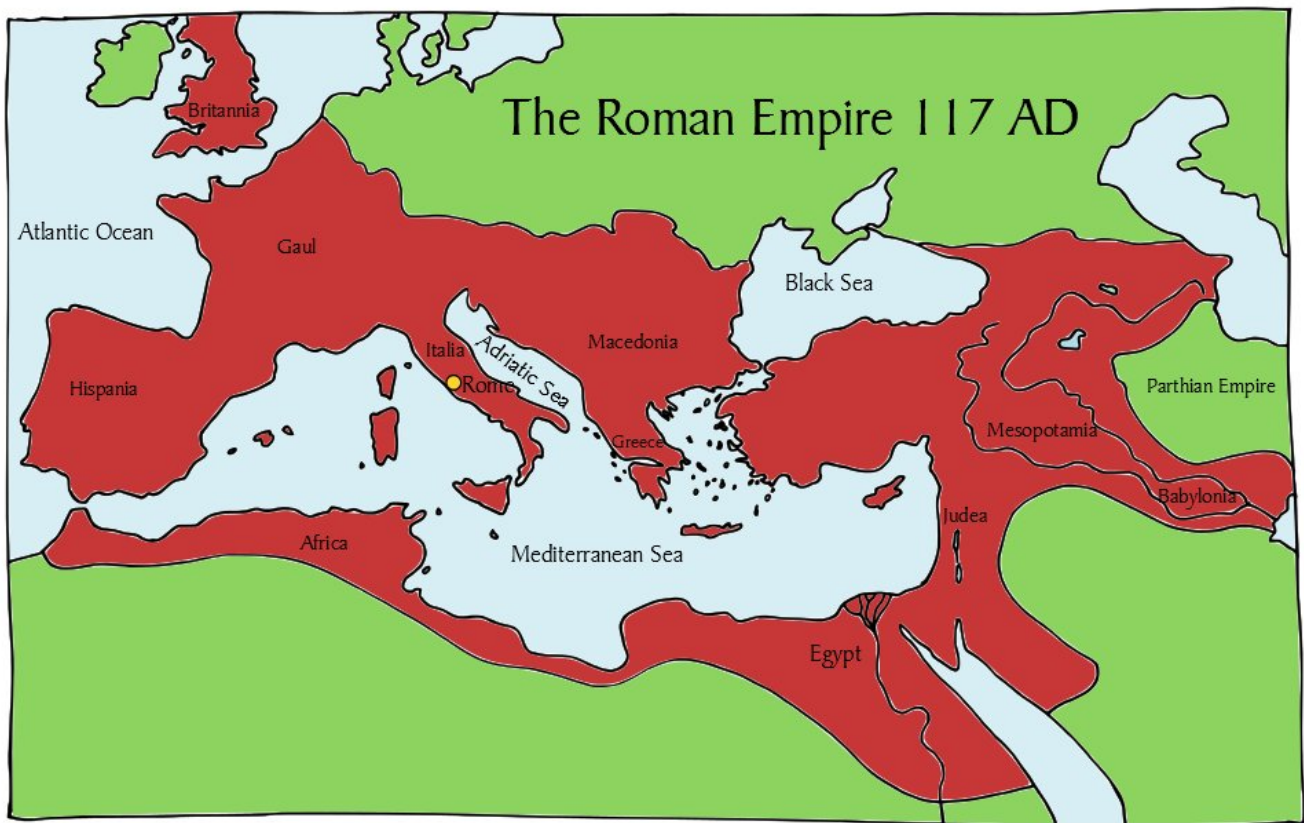 The Roman Empire 117 AD
Britannia
Atlantic Ocean
Gaul
Black Sea
Italia
Adriatic Sea
Macedonia
Rome
Hispania
Parthian Empire
Greece
Mesopotamia
Babylonia
Judea
Africa
Mediterranean Sea
Egypt